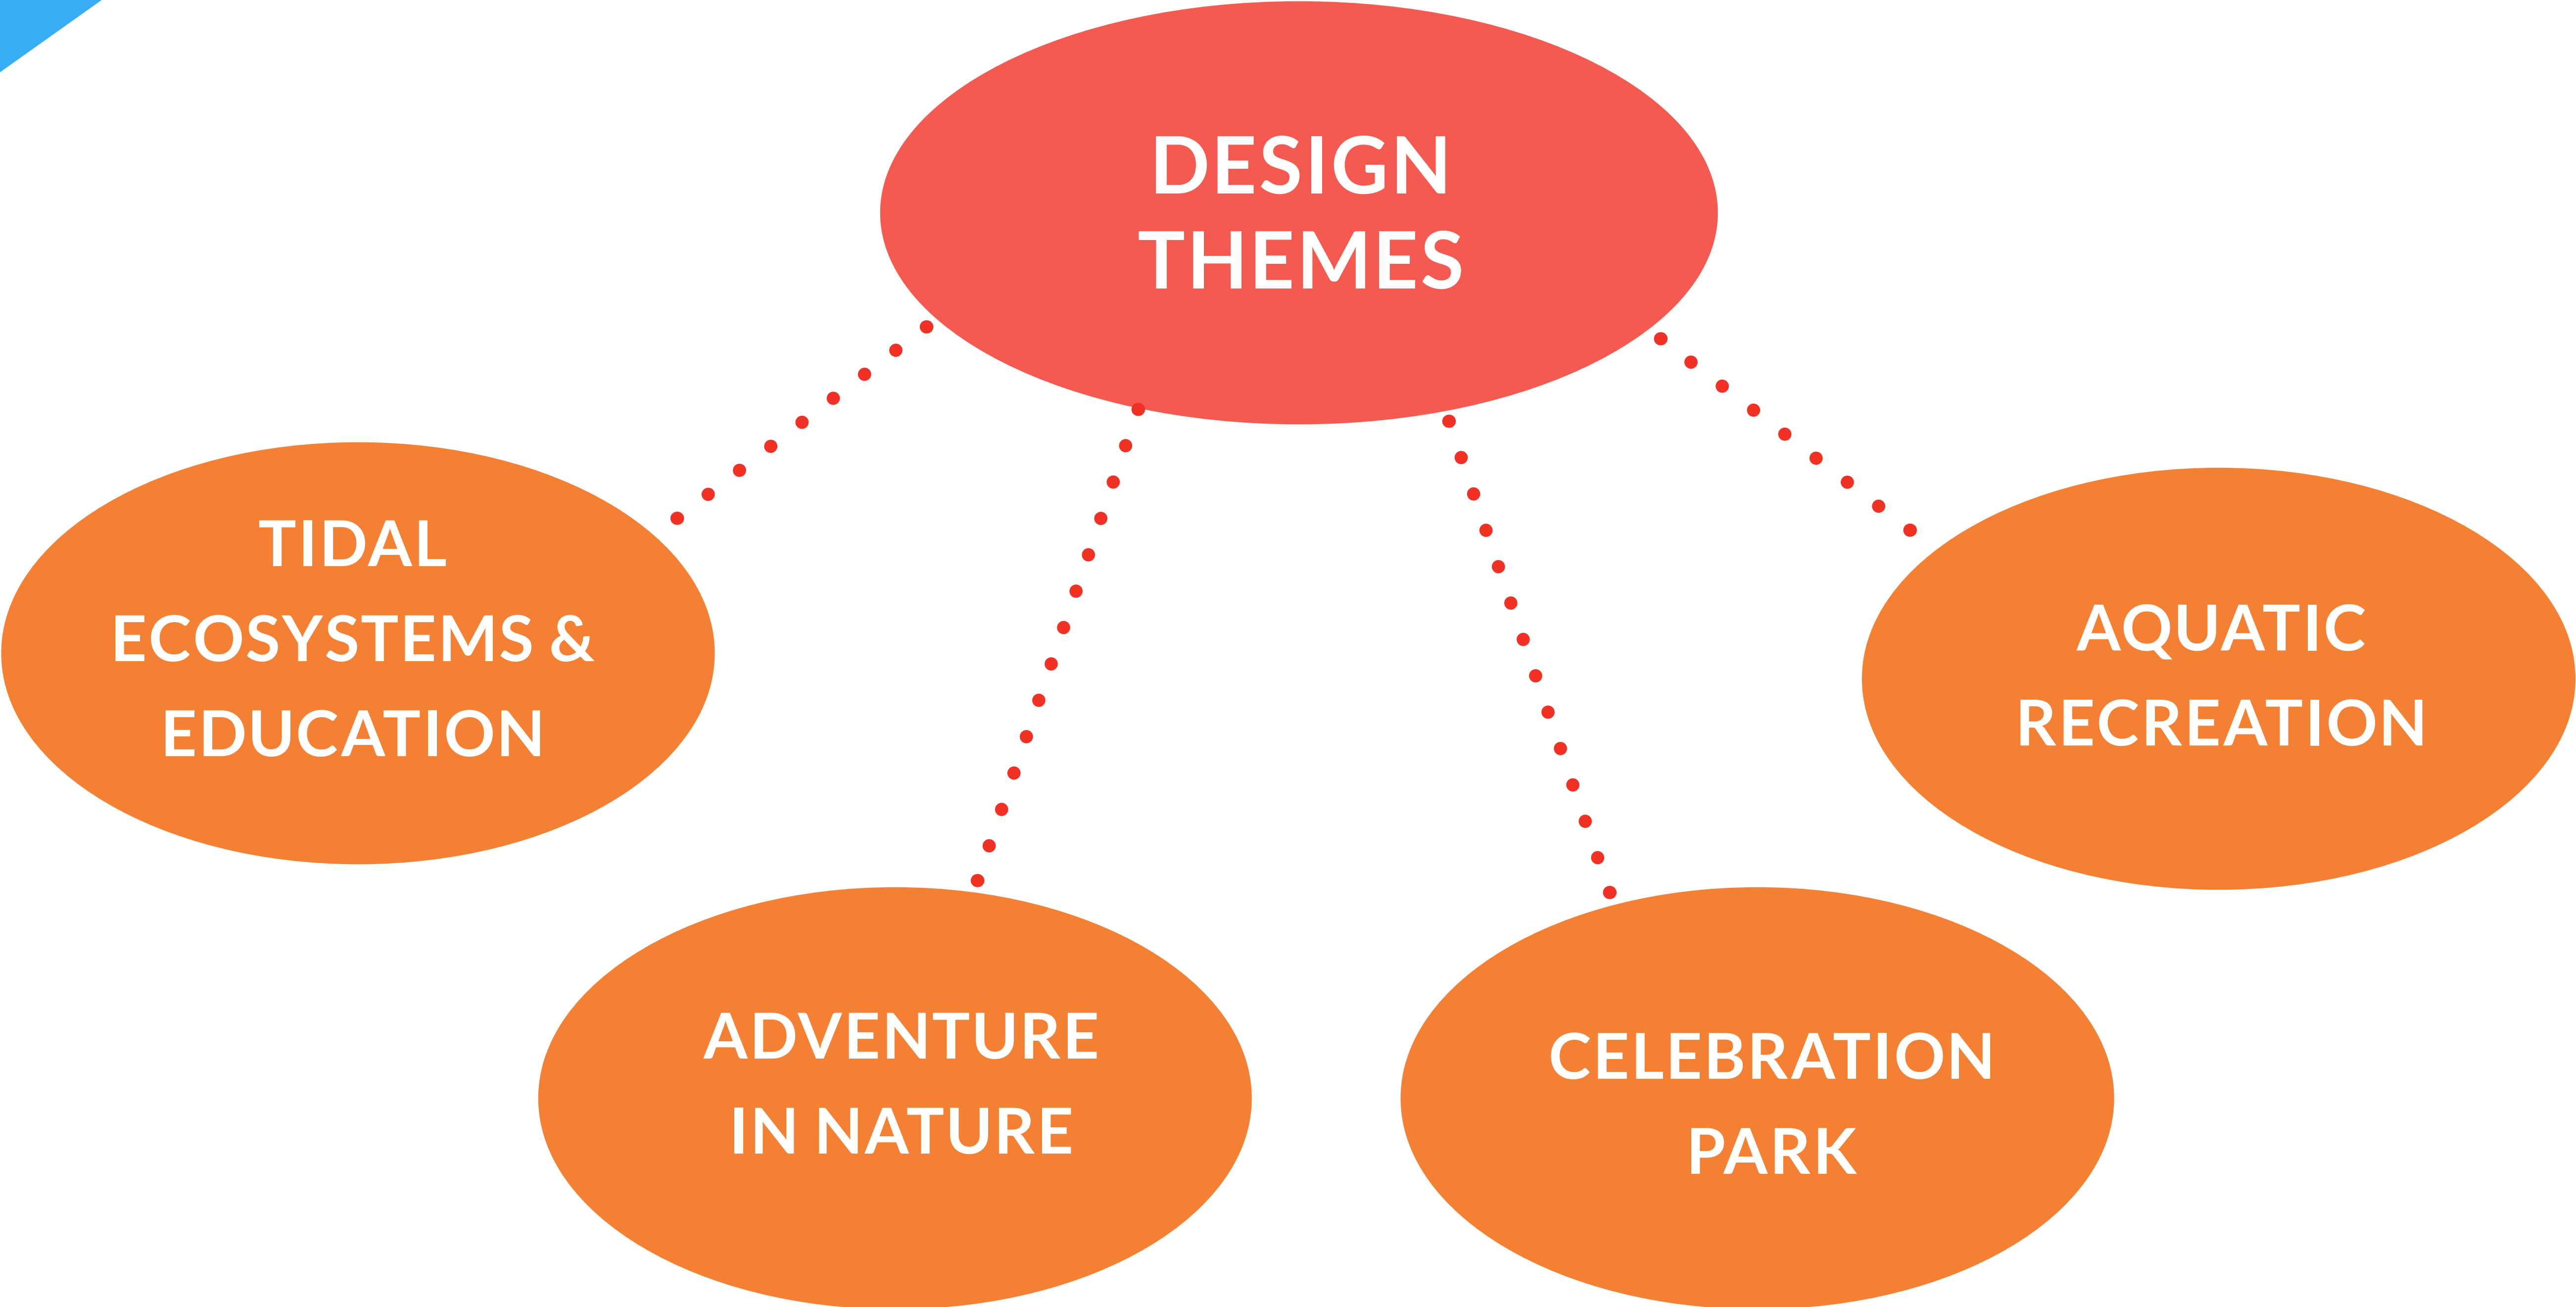 DESIGN
THEMES
TIDAL
ECOSYSTEMS &
EDUCATION
AQUATIC
RECREATION
ADVENTURE
IN NATURE
CELEBRATION
PARK